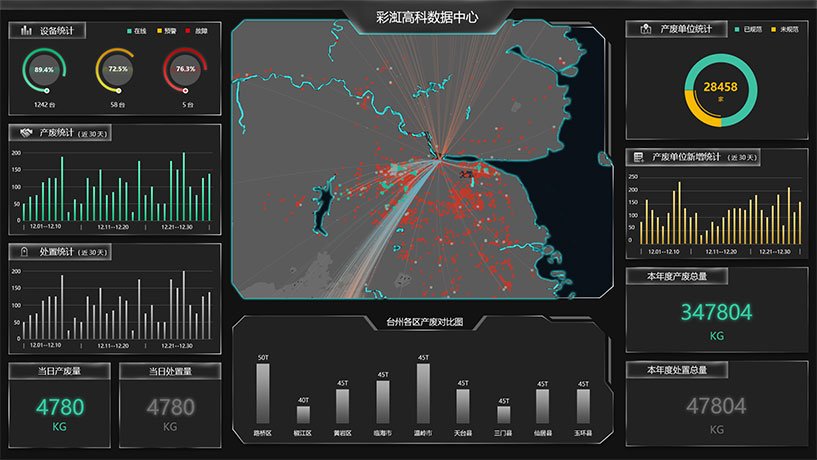 彩虹高科数据中心
设备统计
在线 预警 故障
89.4% 72.5% 76.3%
1242 台 58 台 5 台
产废统计 ( 近 30 天 )
200
150
100
50
0
12.01---12.10 12.11---12.20 12.21---12.30
处置统计 ( 近 30 天 )
200
150
100
50
0
12.01---12.10 12.11---12.20 12.21---12.30
当日产废量
4780
KG
当日处置量
4780
KG
台州各区产废对比图
50T 40T 45T 45T 45T 45T 45T 45T 45T
路桥区 椒江区 黄岩区 临海市 温岭市 天台县 三门县 仙居县 玉环县
产废单位统计
已规范 未规范
28458
家
产废单位新增统计 ( 近 30 天 )
250
200
150
100
50
0
12.01---12.10 12.11---12.20 12.21---12.30
本年度产废总量
347804
KG
本年度处置总量
47804
KG